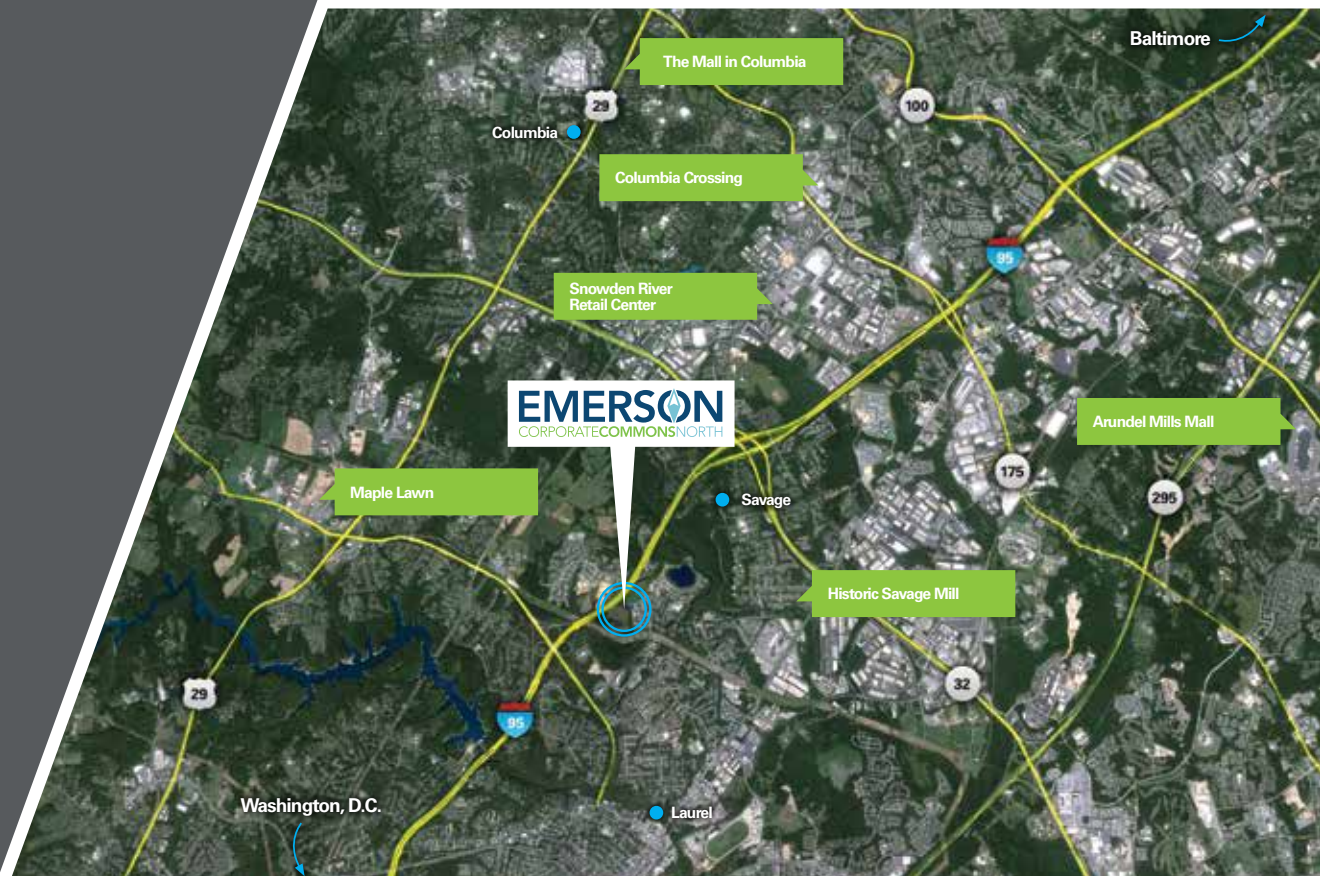 Baltimore
The Mall in Columbia
29
100
Columbia
Columbia Crossing
95
Snowden River
Retail Center
EMERSON
CORPORATECOMMONSNORTH
Arundel Mills Mall
175
Maple Lawn
295
Savage
Historic Savage Mill
32
29
95
Washington, D.C.
Laurel